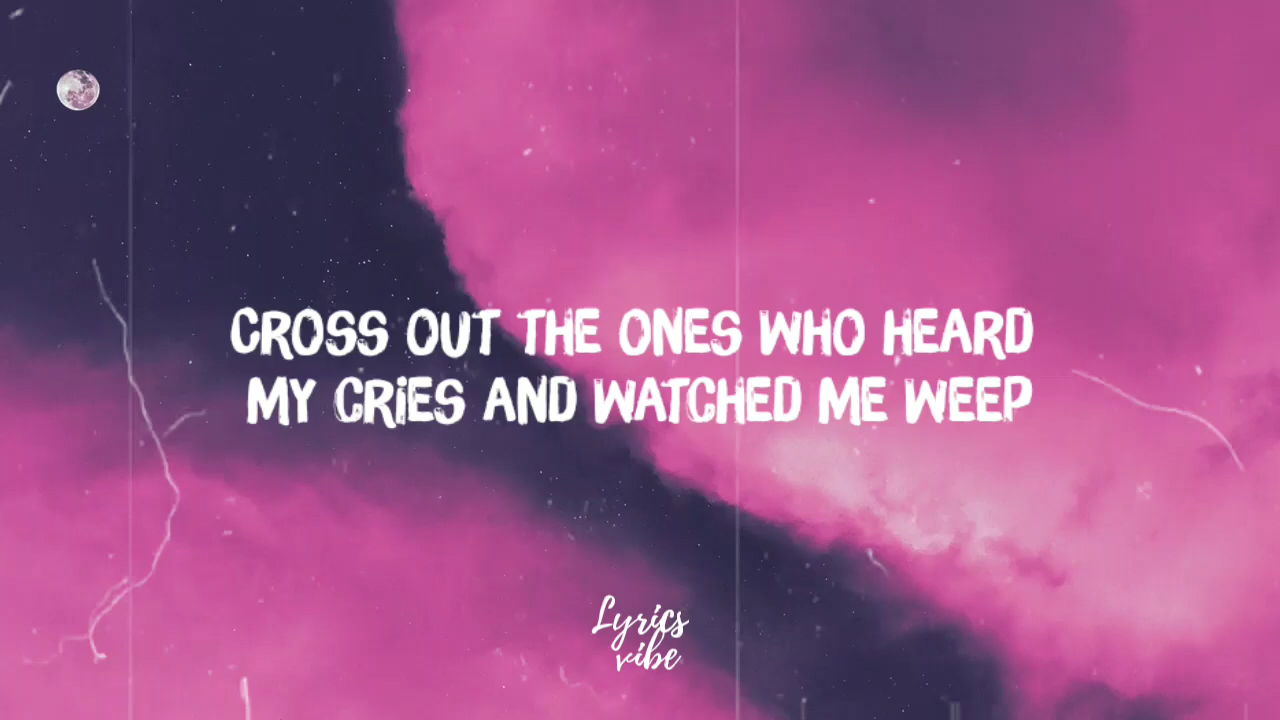 CROSS OUT THE ONES WHO HEARD
MY CRiES AND WATCHED ME WEEP
Lyrics
vibe